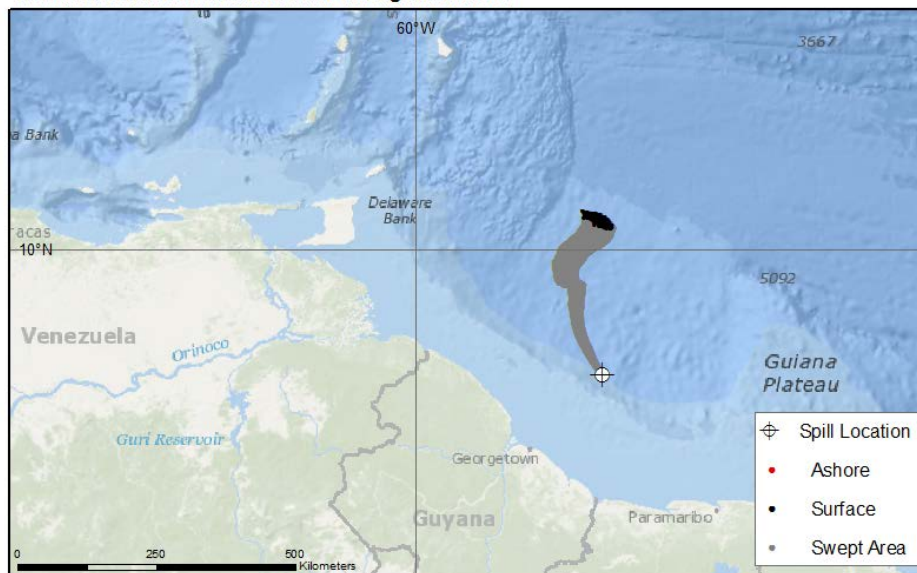 60°W
3667
a Bank
Delaware
Bank
racas
10°N
5092
Venezuela
Orinoco
Guiana
Plateau
Guri Reservoir
Georgetown
Guyana
Paramaribo
Spill Location
Ashore
Surface
Swept Area
0 250 500
Kilometers